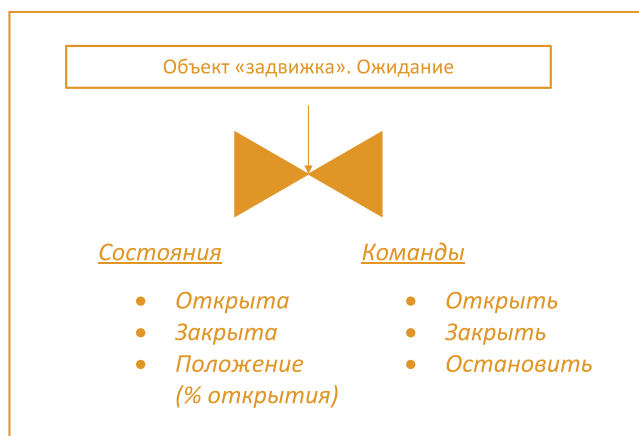 Объект «задвижка». Ожидание
Состояния
• Открыта
• Закрыта
• Положение
(% открытия)
Команды
• Открыть
• Закрыть
• Остановить